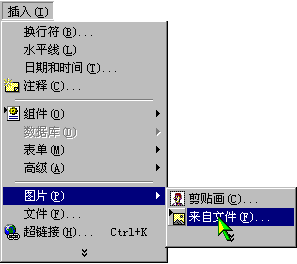 插入(I)
换行符(B)...
水平线(L)
日期和时间(T)...
注释(C)...
组件(O)
数据库(D)
表单(M)
高级(A)
图片(P)
剪贴画(C)...
文件(F)...
来自文件(F)...
超链接(H)... Ctrl+K